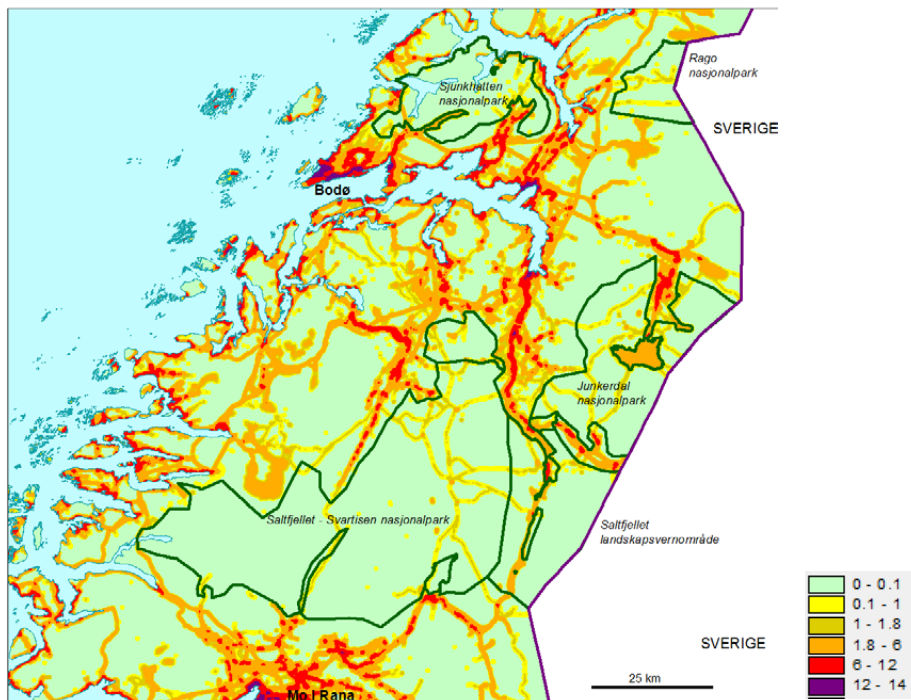 Rago
nasjonalpark
Sjunkhatten
nasjonalpark
SVERIGE
Bodø
Junkerdal
nasjonalpark
Saltfjellet - Svartisen nasjonalpark
Saltfjellet
landskapsvernområde
0 - 0.1
0.1 - 1
1 - 1.8
1.8 - 6
6 - 12
12 - 14
SVERIGE
25 km
Mo I Rana